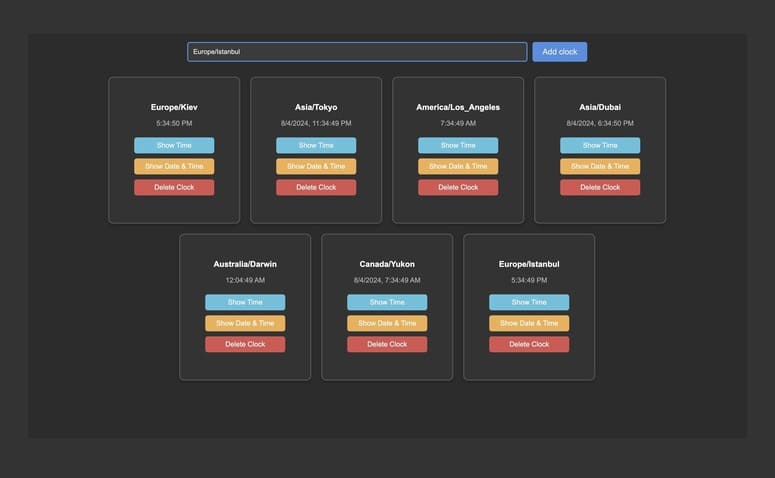 Europe/Istanbul
Add clock
Europe/Kiev
5:34:50 PM
Show Time
Show Date & Time
Delete Clock
Asia/Tokyo
8/4/2024, 11:34:49 PM
Show Time
Show Date & Time
Delete Clock
America/Los_Angeles
7:34:49 AM
Show Time
Show Date & Time
Delete Clock
Asia/Dubai
8/4/2024, 6:34:50 PM
Show Time
Show Date & Time
Delete Clock
Australia/Darwin
12:04:49 AM
Show Time
Show Date & Time
Delete Clock
Canada/Yukon
8/4/2024, 7:34:49 AM
Show Time
Show Date & Time
Delete Clock
Europe/Istanbul
5:34:49 PM
Show Time
Show Date & Time
Delete Clock